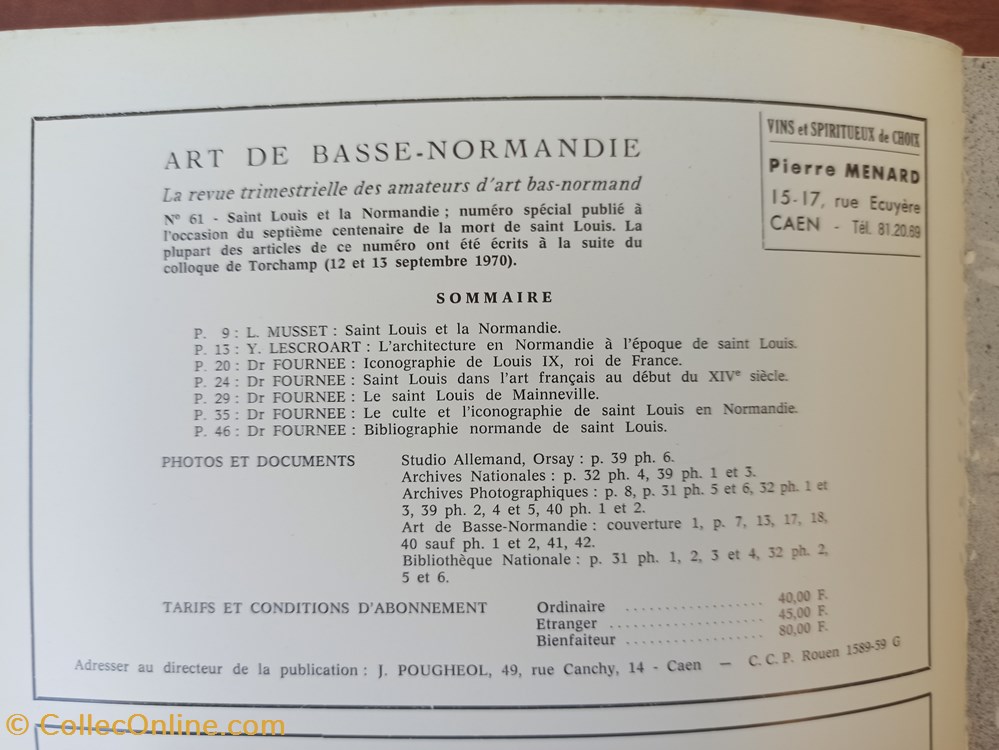 ART DE BASSE-NORMANDIE
La revue trimestrielle des amateurs d'art bas-normand
N° 61 - Saint Louis et la Normandie ; numéro spécial publié à
l'occasion du septième centenaire de la mort de saint Louis. La
plupart des articles de ce numéro ont été écrits à la suite du
colloque de Torchamp (12 et 13 septembre 1970).
VINS et SPIRITUEUX de CHOIX
Pierre MENARD
15-17, rue Ecuyère
CAEN - Tél. 81.20.69
SOMMAIRE
P. 9 : L. MUSSET : Saint Louis et la Normandie.
P. 13 : Y. LESCROART : L'architecture en Normandie à l'époque de saint Louis.
P. 20 : Dr FOURNEE : Iconographie de Louis IX, roi de France.
P. 24 : Dr FOURNEE : Saint Louis dans l'art français au début du XIVe siècle.
P. 29 : Dr FOURNEE : Le saint Louis de Mainneville.
P. 35 : Dr FOURNEE : Le culte et l'iconographie de saint Louis en Normandie.
P. 46 : Dr FOURNEE : Bibliographie normande de saint Louis.
PHOTOS ET DOCUMENTS Studio Allemand, Orsay : p. 39 ph. 6.
Archives Nationales : p. 32 ph. 4, 39 ph. 1 et 3.
Archives Photographiques : p. 8, p. 31 ph. 5 et 6, 32 ph. 1 et
3, 39 ph. 2, 4 et 5, 40 ph. 1 et 2.
Art de Basse-Normandie : couverture 1, p. 7, 13, 17, 18,
40 sauf ph. 1 et 2, 41, 42.
Bibliothèque Nationale : p. 31 ph. 1, 2, 3 et 4, 32 ph. 2,
5 et 6.
TARIFS ET CONDITIONS D'ABONNEMENT Ordinaire .................. 40,00 F.
Etranger .................... 45,00 F.
Bienfaiteur .................. 80,00 F.
Adresser au directeur de la publication : J. POUGHEOL, 49, rue Canchy, 14 - Caen — C. C. P. Rouen 1589-59 G
© CollecOnline.com